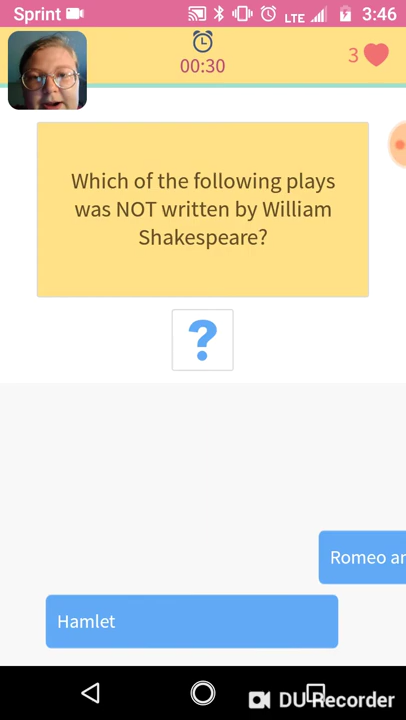 Sprint
LTE
3:46
00:30
3
Which of the following plays
was NOT written by William
Shakespeare?
?
Romeo ar
Hamlet
DU Recorder